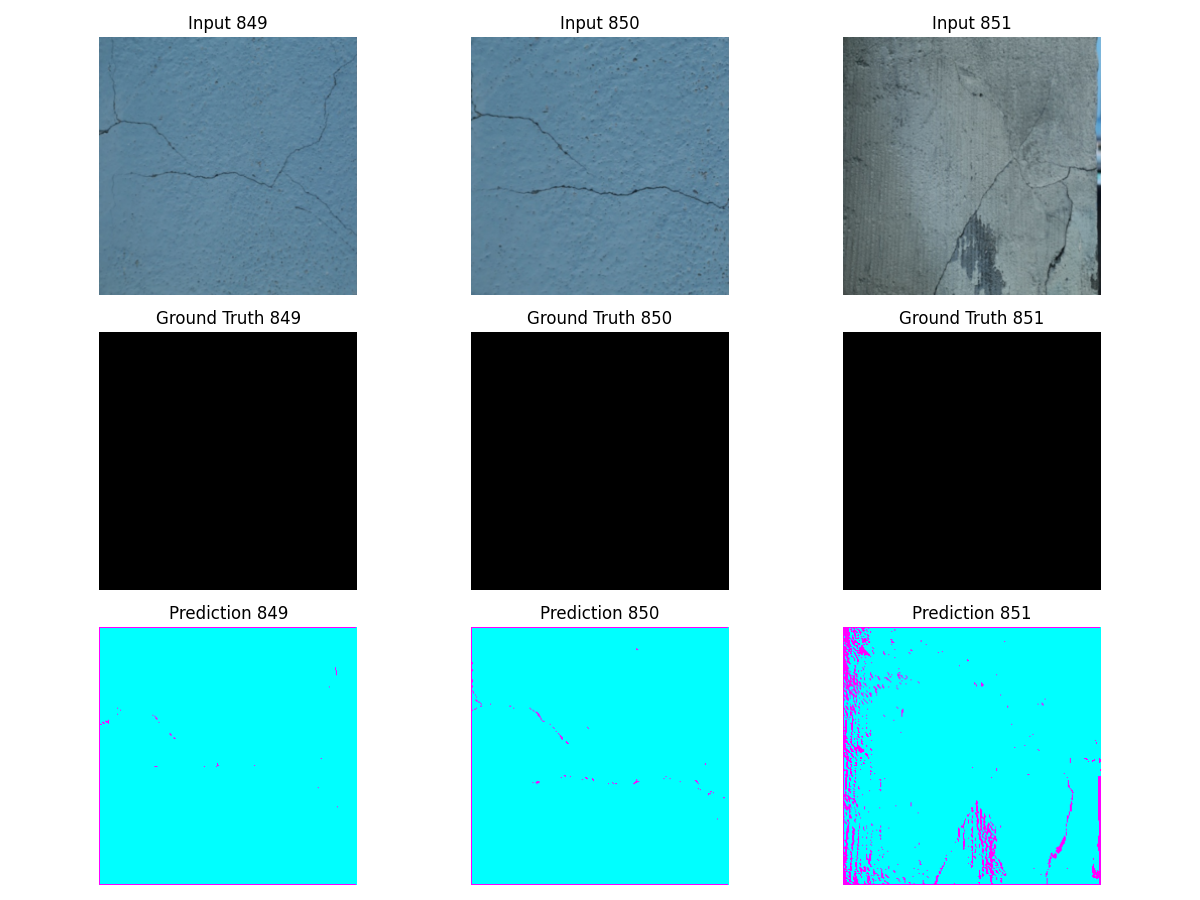 Input 849
Input 850
Input 851
Ground Truth 849
Ground Truth 850
Ground Truth 851
Prediction 849
Prediction 850
Prediction 851